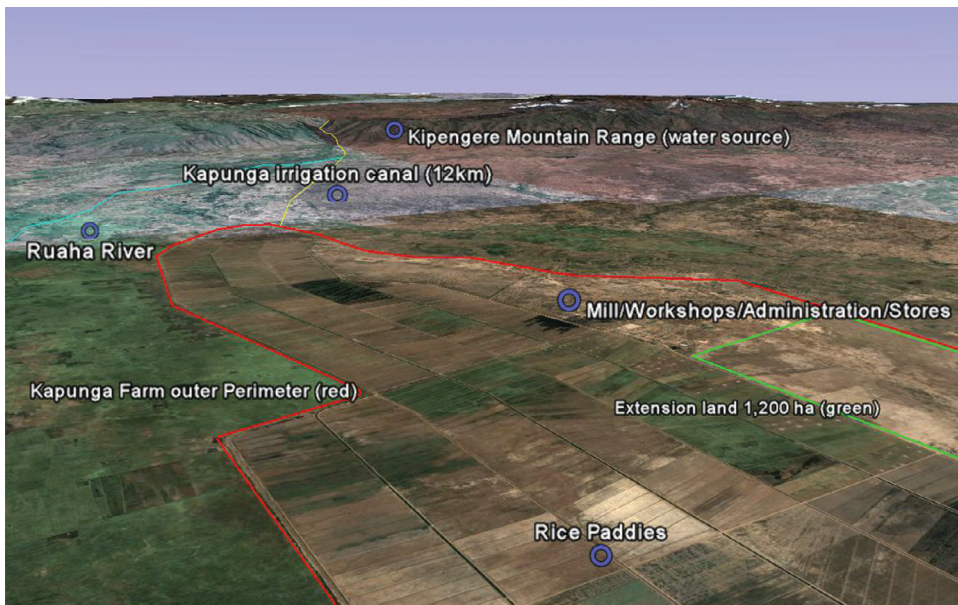 Kipengere Mountain Range (water source)
Kapunga irrigation canal (12km)
Ruaha River
Mill/Workshops/Administration/Stores
Kapunga Farm outer Perimeter (red)
Extension land 1,200 ha (green)
Rice Paddies